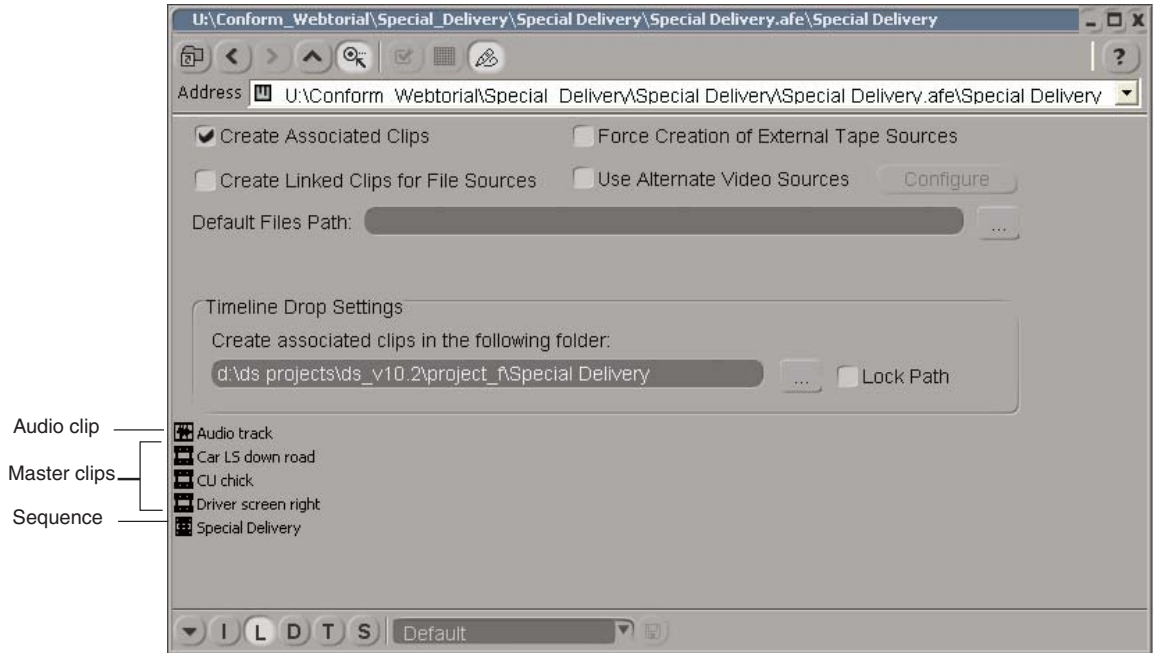 U:\Conform_Webtorial\Special_Delivery\Special Delivery\Special Delivery.afe\Special Delivery
?
Address U:\Conform_Webtorial\Special_Delivery\Special Delivery\Special Delivery.afe\Special Delivery
Create Associated Clips Force Creation of External Tape Sources
Create Linked Clips for File Sources Use Alternate Video Sources Configure
Default Files Path: ...
Timeline Drop Settings
Create associated clips in the following folder:
d:\ds projects\ds_v10.2\project_f\Special Delivery ... Lock Path
Audio clip Audio track
Car LS down road
Master clips CU chick
Driver screen right
Sequence Special Delivery
I L D T S Default